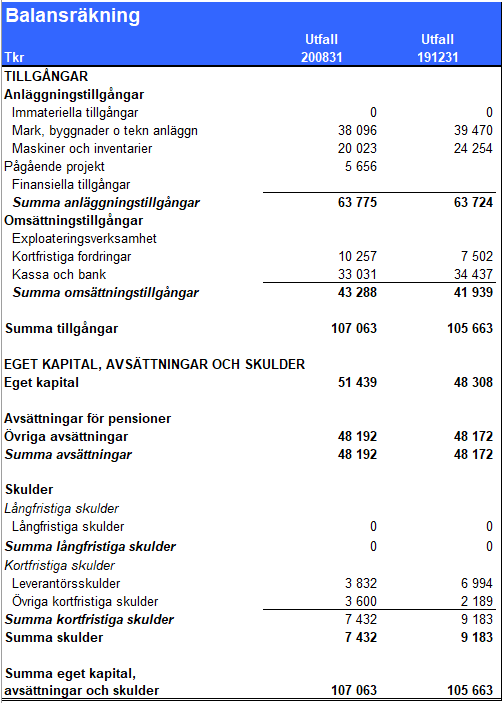 Balansräkning
Utfall Utfall
Tkr 200831 191231
TILLGÅNGAR
Anläggningstillgångar
Immateriella tillgångar 0 0
Mark, byggnader o tekn anläggn 38 096 39 470
Maskiner och inventarier 20 023 24 254
Pågående projekt 5 656
Finansiella tillgångar
Summa anläggningstillgångar 63 775 63 724
Omsättningstillgångar
Exploateringsverksamhet
Kortfristiga fordringar 10 257 7 502
Kassa och bank 33 031 34 437
Summa omsättningstillgångar 43 288 41 939
Summa tillgångar 107 063 105 663
EGET KAPITAL, AVSÄTTNINGAR OCH SKULDER
Eget kapital 51 439 48 308
Avsättningar för pensioner
Övriga avsättningar 48 192 48 172
Summa avsättningar 48 192 48 172
Skulder
Långfristiga skulder
Långfristiga skulder 0 0
Summa långfristiga skulder 0 0
Kortfristiga skulder
Leverantörsskulder 3 832 6 994
Övriga kortfristiga skulder 3 600 2 189
Summa kortfristiga skulder 7 432 9 183
Summa skulder 7 432 9 183
Summa eget kapital,
avsättningar och skulder 107 063 105 663